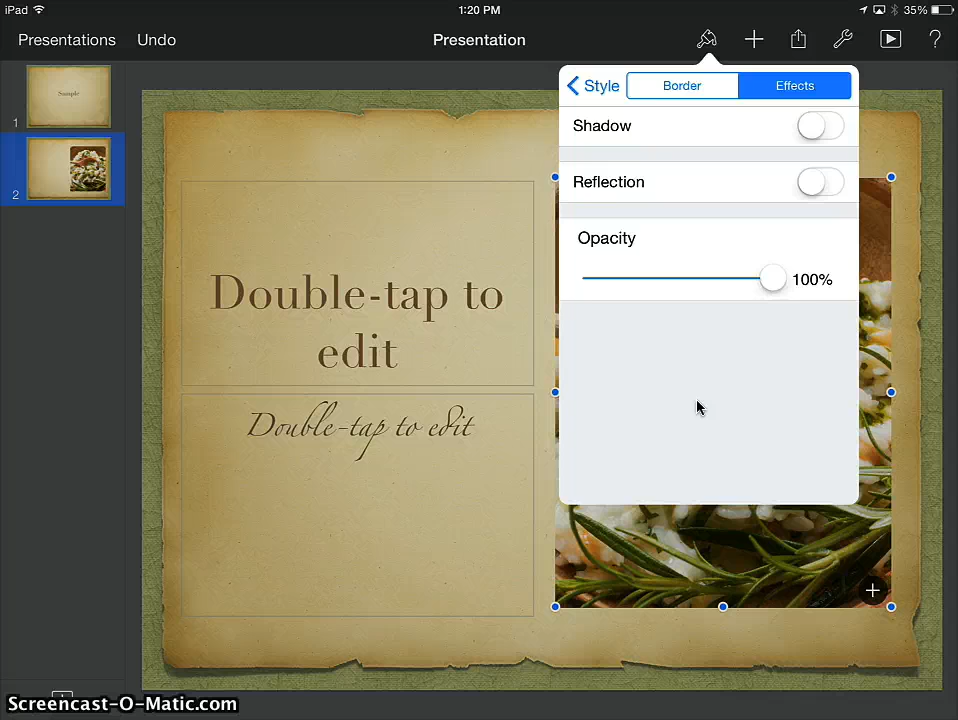 iPad 1:20 PM 35%
Presentations Undo Presentation ?
Style Border Effects
Shadow
Reflection
Opacity
100%
1
Sample
2
Double-tap to
edit
Double-tap to edit
Screencast-O-Matic.com